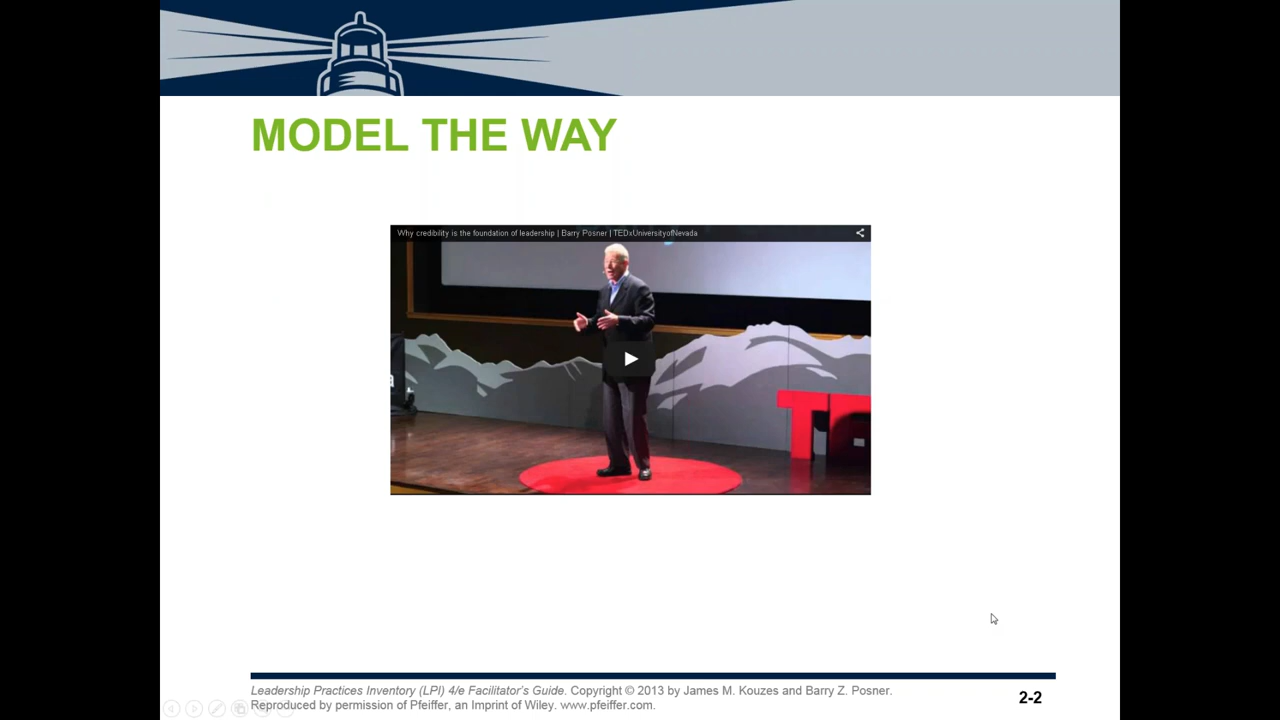 MODEL THE WAY
Why credibility is the foundation of leadership | Barry Posner | TEDxUniversityofNevada
Leadership Practices Inventory (LPI) 4/e Facilitator's Guide. Copyright © 2013 by James M. Kouzes and Barry Z. Posner.
Reproduced by permission of Pfeiffer, an Imprint of Wiley. www.pfeiffer.com.
2-2